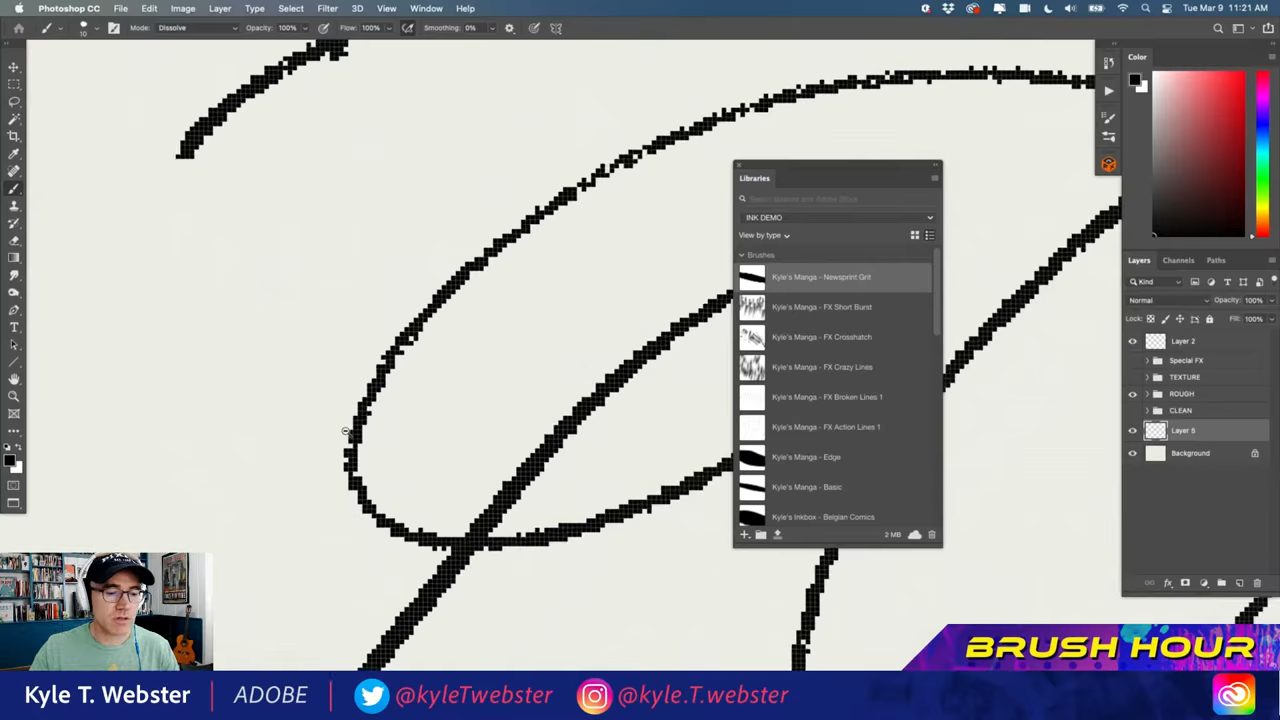 Photoshop CC File Edit Image Layer Type Select Filter 3D View Window Help
Tue Mar 9 11:21 AM
10 Mode: Dissolve Opacity: 100% Flow: 100% Smoothing: 0%
Color
Libraries
INK DEMO
View by type
Brushes
Kyle's Manga - Newsprint Grit
Kyle's Manga - FX Short Burst
Kyle's Manga - FX Crosshatch
Kyle's Manga - FX Crazy Lines
Kyle's Manga - FX Broken Lines 1
Kyle's Manga - FX Action Lines 1
Kyle's Manga - Edge
Kyle's Manga - Basic
Kyle's Inkbox - Belgian Comics
2 MB
Layers Channels Paths
Kind
Normal Opacity: 100%
Lock: Fill: 100%
Layer 2
Special FX
TEXTURE
ROUGH
CLEAN
Layer 5
Background
BRUSH HOUR
Kyle T. Webster | ADOBE @kyleTwebster @kyle.T.webster